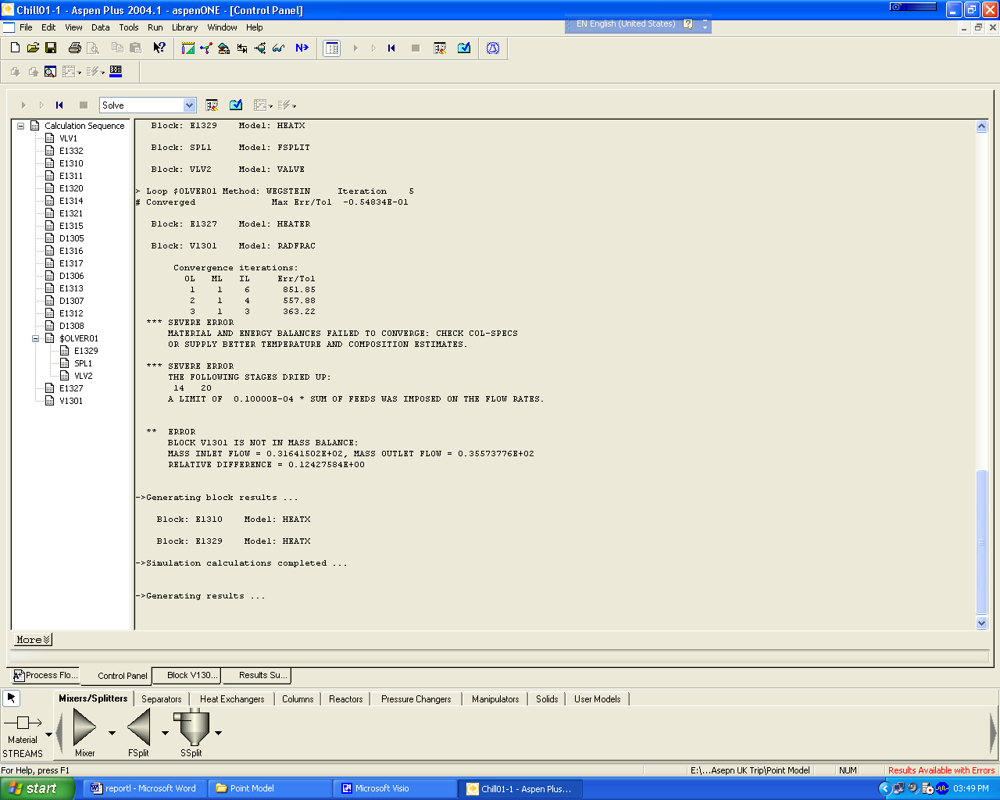 Chill01-1 - Aspen Plus 2004.1 - aspenONE - [Control Panel]
EN English (United States)
File Edit View Data Tools Run Library Window Help
N→
Solve
Calculation Sequence
VLV1
E1332
E1310
E1311
E1320
E1314
E1321
E1315
D1305
E1316
E1317
D1306
E1313
D1307
E1312
D1308
$OLVER01
E1329
SPL1
VLV2
E1327
V1301
Block: E1329 Model: HEATX
Block: SPL1 Model: FSPLIT
Block: VLV2 Model: VALVE
> Loop $OLVER01 Method: WEGSTEIN Iteration 5
# Converged Max Err/Tol -0.54834E-01
Block: E1327 Model: HEATER
Block: V1301 Model: RADFRAC
Convergence iterations:
OL ML IL Err/Tol
1 1 6 851.85
2 1 4 557.88
3 1 3 363.22
*** SEVERE ERROR
MATERIAL AND ENERGY BALANCES FAILED TO CONVERGE: CHECK COL-SPECS
OR SUPPLY BETTER TEMPERATURE AND COMPOSITION ESTIMATES.
*** SEVERE ERROR
THE FOLLOWING STAGES DRIED UP:
14 20
A LIMIT OF 0.10000E-04 * SUM OF FEEDS WAS IMPOSED ON THE FLOW RATES.
** ERROR
BLOCK V1301 IS NOT IN MASS BALANCE:
MASS INLET FLOW = 0.31641502E+02, MASS OUTLET FLOW = 0.35573776E+02
RELATIVE DIFFERENCE = 0.12427584E+00
->Generating block results ...
Block: E1310 Model: HEATX
Block: E1329 Model: HEATX
->Simulation calculations completed ...
->Generating results ...
More
Process Flo... Control Panel Block V130... Results Su...
Mixers/Splitters Separators Heat Exchangers Columns Reactors Pressure Changers Manipulators Solids User Models
Material
STREAMS
Mixer FSplit SSplit
For Help, press F1 E:\...Asepn UK Trip\Point Model NUM Results Available with Errors
start reportl - Microsoft Word Point Model Microsoft Visio Chill01-1 - Aspen Plus... 03:49 PM